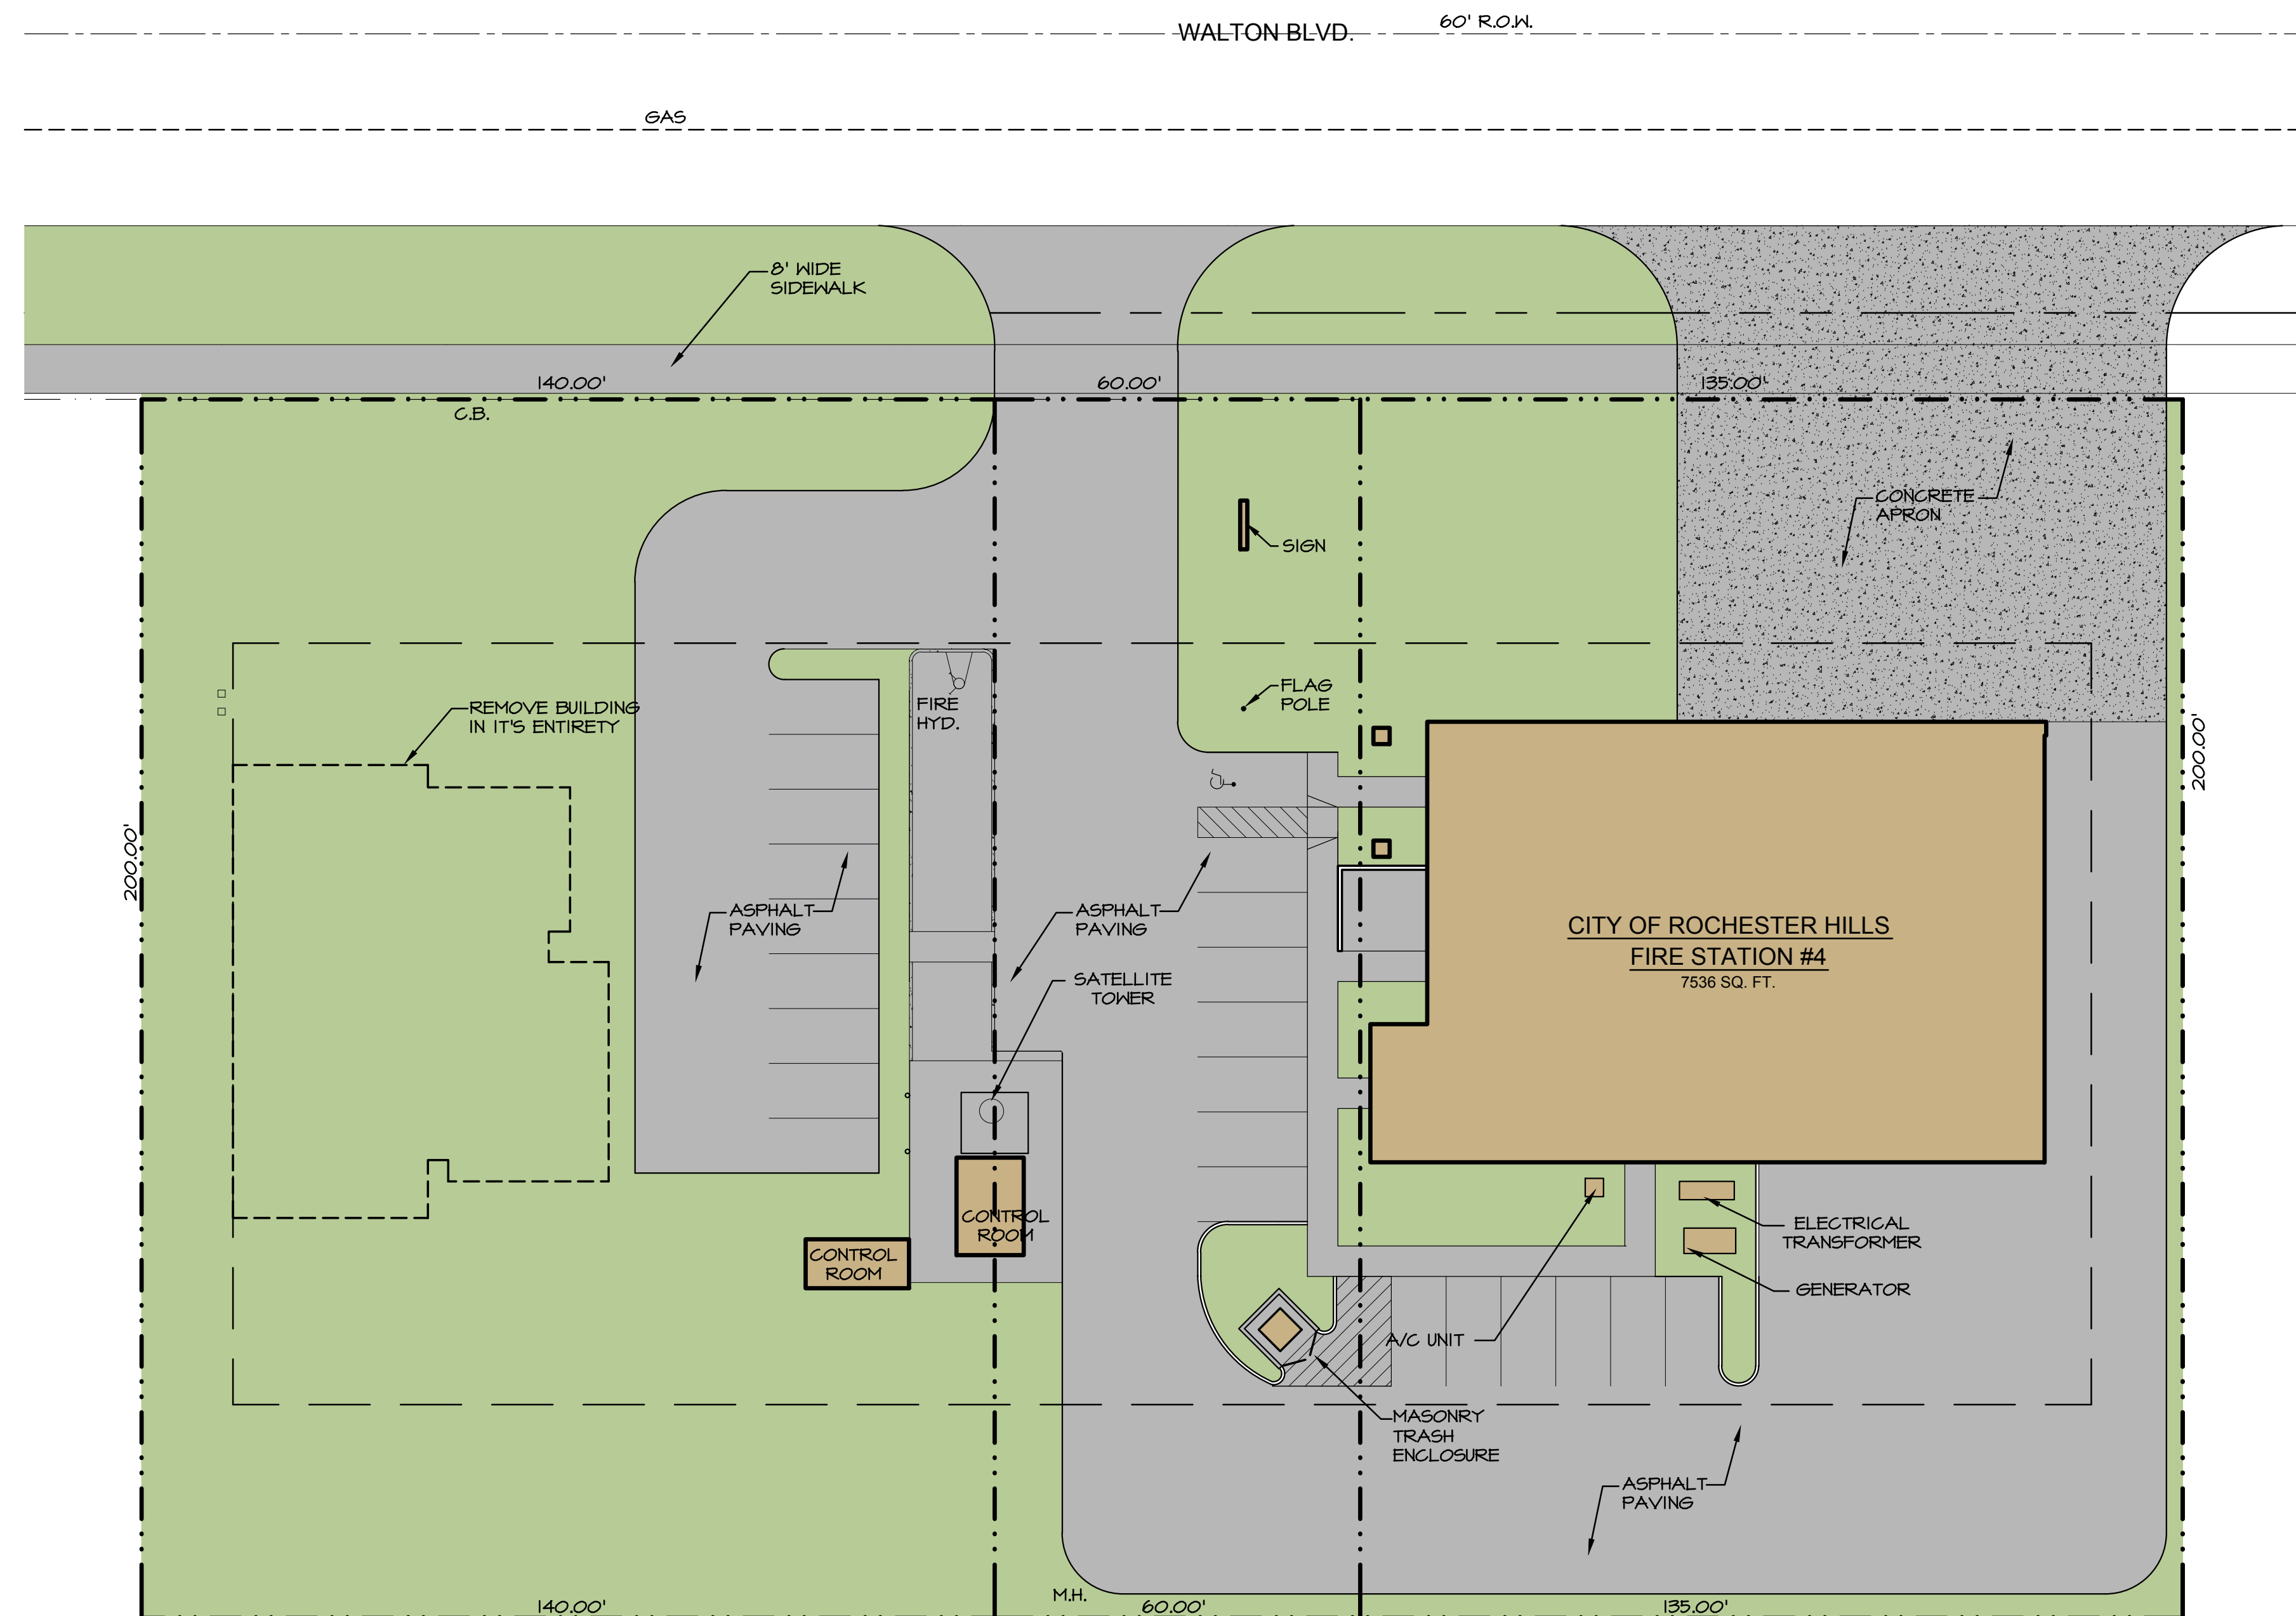 WALTON BLVD.
60' R.O.W.
GAS
8' WIDE
SIDEWALK
140.00'
60.00'
135.00'
C.B.
CONCRETE
APRON
SIGN
FLAG
POLE
FIRE
HYD.
REMOVE BUILDING
IN IT'S ENTIRETY
200.00'
200.00'
ASPHALT
PAVING
ASPHALT
PAVING
SATELLITE
TOWER
CITY OF ROCHESTER HILLS
FIRE STATION #4
7536 SQ. FT.
CONTROL
ROOM
CONTROL
ROOM
ELECTRICAL
TRANSFORMER
GENERATOR
A/C UNIT
MASONRY
TRASH
ENCLOSURE
ASPHALT
PAVING
M.H.
140.00'
60.00'
135.00'